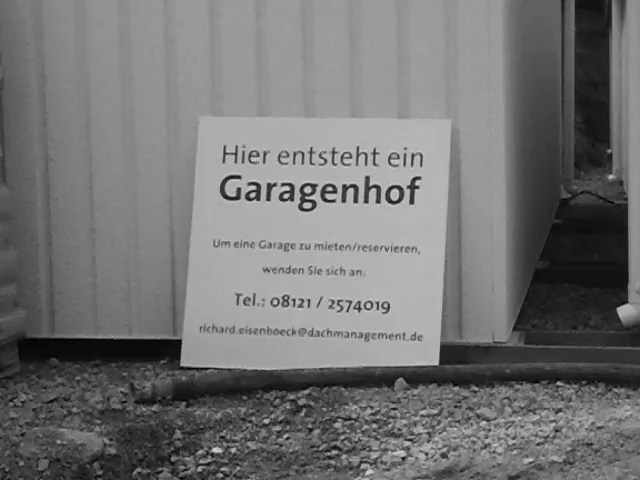 Hier entsteht ein
Garagenhof
Um eine Garage zu mieten/reservieren,
wenden Sie sich an:
Tel.: 08121 / 2574019
richard.eisenboeck@dachmanagement.de